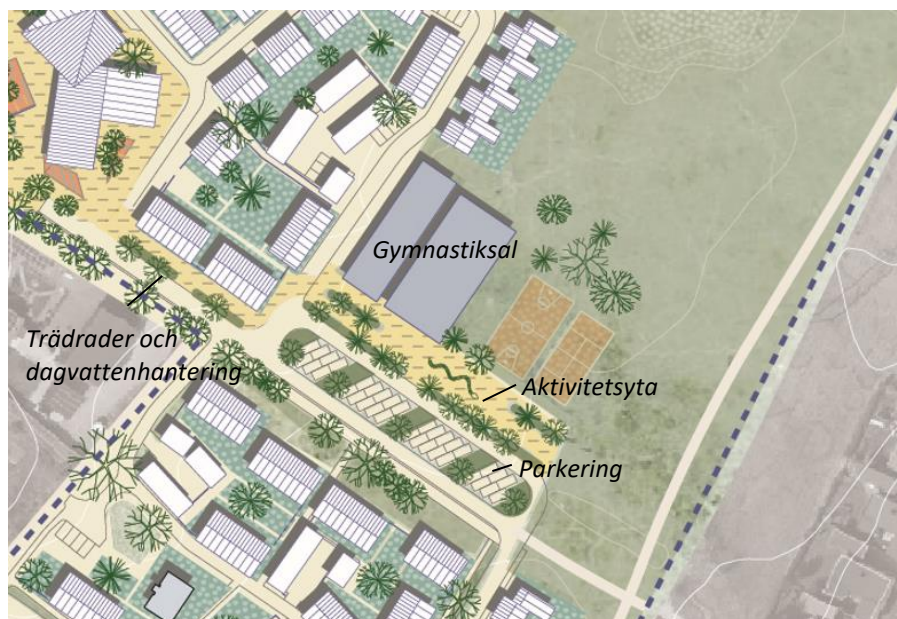 Gymnastiksal
Trädrader och
dagvattenhantering
Aktivitetsyta
Parkering